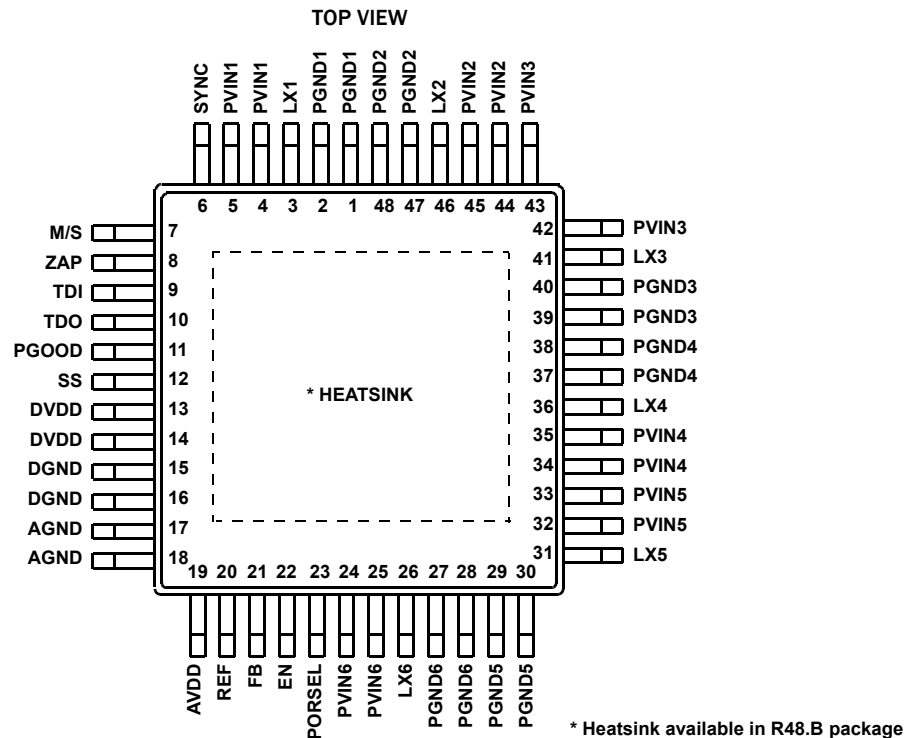 TOP VIEW
SYNC
PVIN1
PVIN1
LX1
PGND1
PGND1
PGND2
PGND2
LX2
PVIN2
PVIN2
PVIN3
6 5 4 3 2 1 48 47 46 45 44 43
M/S 7
ZAP 8
TDI 9
TDO 10
PGOOD 11
SS 12
DVDD 13
DVDD 14
DGND 15
DGND 16
AGND 17
AGND 18
* HEATSINK
42 PVIN3
41 LX3
40 PGND3
39 PGND3
38 PGND4
37 PGND4
36 LX4
35 PVIN4
34 PVIN4
33 PVIN5
32 PVIN5
31 LX5
19 20 21 22 23 24 25 26 27 28 29 30
AVDD
REF
FB
EN
PORSEL
PVIN6
PVIN6
LX6
PGND6
PGND6
PGND5
PGND5
* Heatsink available in R48.B package